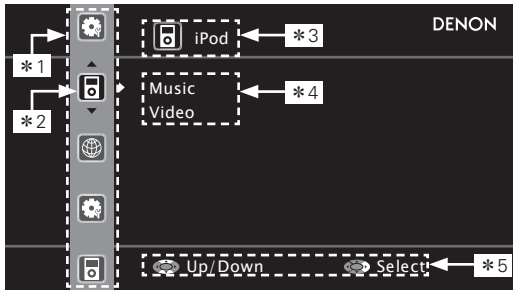 DENON
iPod
*3
*1
Music
*4
Video
*2
Up/Down Select
*5